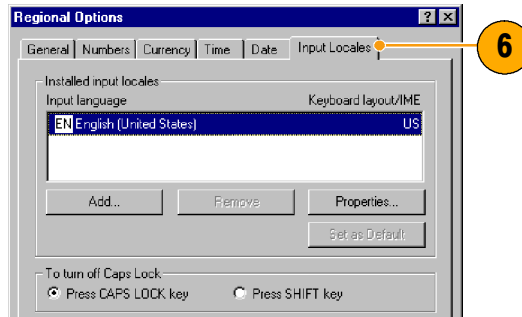 Regional Options
General Numbers Currency Time Date Input Locales
6
Installed input locales
Input language Keyboard layout/IME
EN English (United States) US
Add... Remove Properties...
Set as Default
To turn off Caps Lock
Press CAPS LOCK key Press SHIFT key